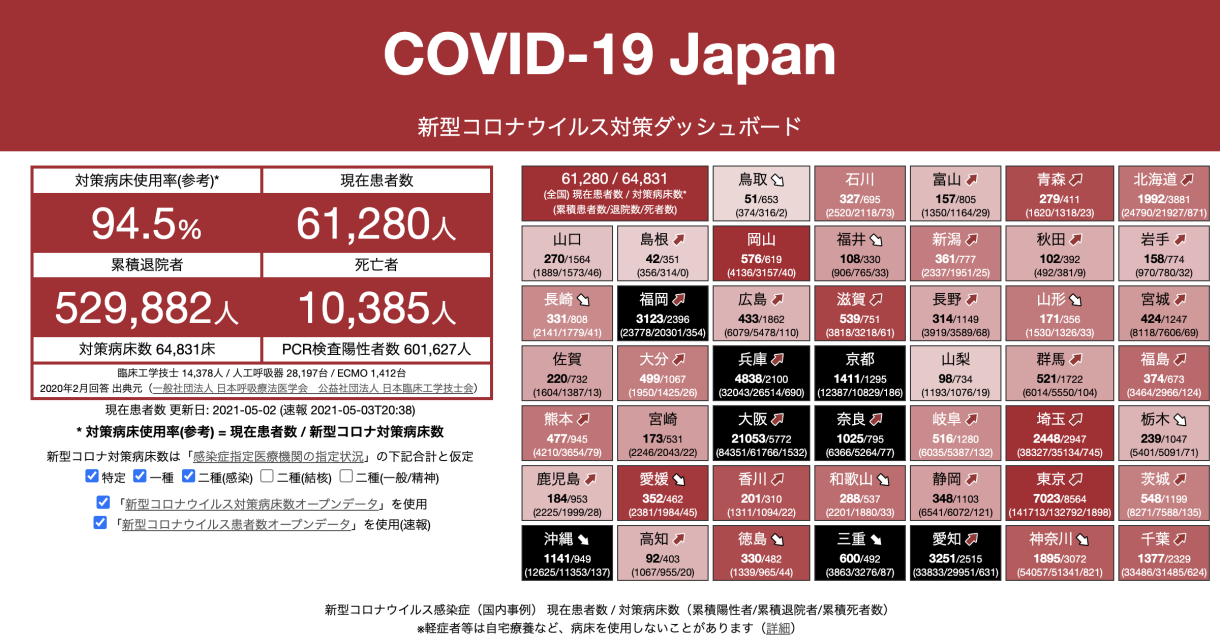 COVID-19 Japan
新型コロナウイルス対策ダッシュボード
対策病床使用率(参考)*
現在患者数
94.5%
61,280人
累積退院者
死亡者
529,882人
10,385人
対策病床数 64,831床
PCR検査陽性者数 601,627人
臨床工学技士 14,378人 / 人工呼吸器 28,197台 / ECMO 1,412台
2020年2月回答 出典元（一般社団法人 日本呼吸療法医学会　公益社団法人 日本臨床工学技士会）
現在患者数 更新日: 2021-05-02 (速報 2021-05-03T20:38)
* 対策病床使用率(参考) = 現在患者数 / 新型コロナ対策病床数
新型コロナ対策病床数は「感染症指定医療機関の指定状況」の下記合計と仮定
特定 一種 二種(感染) 二種(結核) 二種(一般/精神)
「新型コロナウイルス対策病床数オープンデータ」を使用
「新型コロナウイルス患者数オープンデータ」を使用(速報)
61,280 / 64,831
(全国) 現在患者数 / 対策病床数*
(累積患者数/退院数/死者数)
鳥取
51/653
(374/316/2)
石川
327/695
(2520/2118/73)
富山
157/805
(1350/1164/29)
青森
279/411
(1620/1318/23)
北海道
1992/3881
(24790/21927/871)
山口
270/1564
(1889/1573/46)
島根
42/351
(356/314/0)
岡山
576/619
(4136/3157/40)
福井
108/330
(906/765/33)
新潟
361/777
(2337/1951/25)
秋田
102/392
(492/381/9)
岩手
158/774
(970/780/32)
長崎
331/808
(2141/1779/41)
福岡
3123/2396
(23778/20301/354)
広島
433/1862
(6079/5478/110)
滋賀
539/751
(3818/3218/61)
長野
314/1149
(3919/3589/68)
山形
171/356
(1530/1326/33)
宮城
424/1247
(8118/7606/69)
佐賀
220/732
(1604/1387/13)
大分
499/1067
(1950/1425/26)
兵庫
4838/2100
(32043/26514/690)
京都
1411/1295
(12387/10829/186)
山梨
98/734
(1193/1076/19)
群馬
521/1722
(6014/5550/104)
福島
374/673
(3464/2966/124)
熊本
477/945
(4210/3654/79)
宮崎
173/531
(2246/2043/22)
大阪
21053/5772
(84351/61766/1532)
奈良
1025/795
(6366/5264/77)
岐阜
516/1280
(6035/5387/132)
埼玉
2448/2947
(38327/35134/745)
栃木
239/1047
(5401/5091/71)
鹿児島
184/953
(2225/1999/28)
愛媛
352/462
(2381/1984/45)
香川
201/310
(1311/1094/22)
和歌山
288/537
(2201/1880/33)
静岡
348/1103
(6541/6072/121)
東京
7023/8564
(141713/132792/1898)
茨城
548/1199
(8271/7588/135)
沖縄
1141/949
(12625/11353/137)
高知
92/403
(1067/955/20)
徳島
330/482
(1339/965/44)
三重
600/492
(3863/3276/87)
愛知
3251/2515
(33833/29951/631)
神奈川
1895/3072
(54057/51341/821)
千葉
1377/2329
(33486/31485/624)
新型コロナウイルス感染症（国内事例） 現在患者数 / 対策病床数（累積陽性者/累積退院者/累積死者数）
※軽症者等は自宅療養など、病床を使用しないことがあります（詳細）